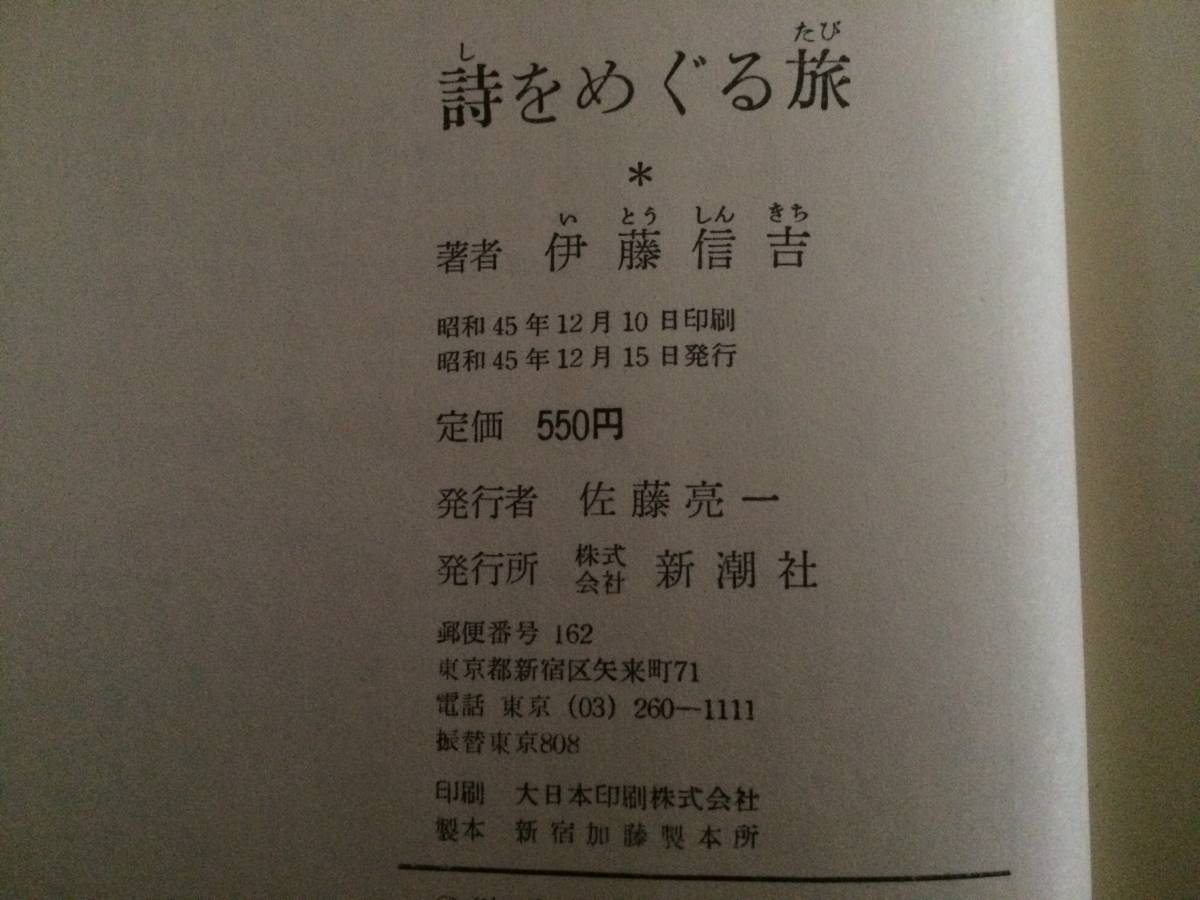 詩をめぐる旅
*
著者 伊藤信吉
昭和45年12月10日印刷
昭和45年12月15日発行
定価 550円
発行者 佐藤亮一
発行所 株式会社 新潮社
郵便番号 162
東京都新宿区矢来町71
電話 東京 (03) 260—1111
振替東京808
印刷 大日本印刷株式会社
製本 新宿加藤製本所